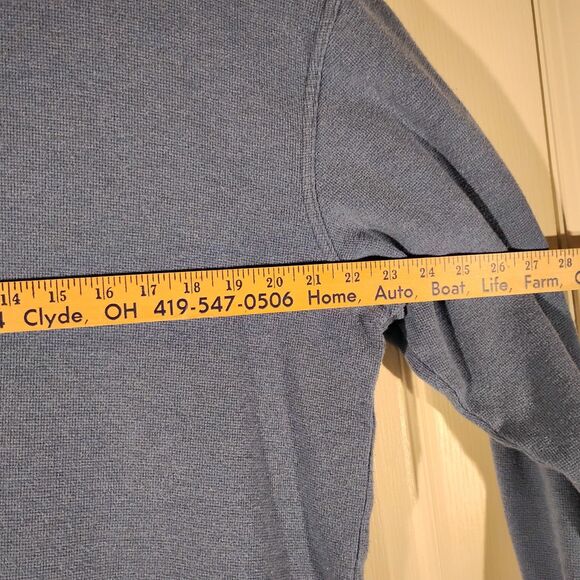 14 15 16 17 18 19 20 21 22 23 24 25 26 27 28
4 Clyde, OH 419-547-0506 Home, Auto, Boat, Life, Farm,